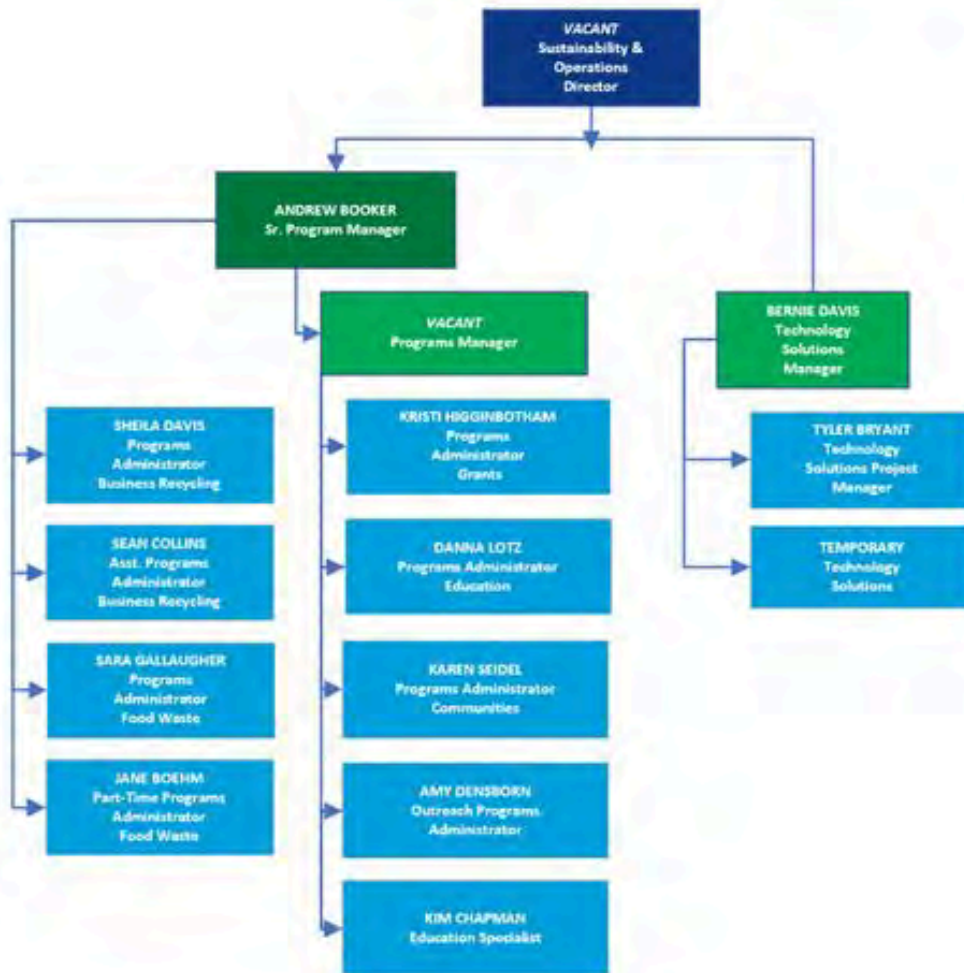 VACANT
Sustainability &
Operations
Director
ANDREW BOOKER
Sr. Program Manager
VACANT
Programs Manager
BERNIE DAVIS
Technology
Solutions
Manager
SHEILA DAVIS
Programs
Administrator
Business Recycling
KRISTI HIGGINBOTHAM
Programs
Administrator
Grants
TYLER BRYANT
Technology
Solutions Project
Manager
SEAN COLLINS
Asst. Programs
Administrator
Business Recycling
DANNA LOTZ
Programs Administrator
Education
TEMPORARY
Technology
Solutions
SARA GALLAUGHER
Programs
Administrator
Food Waste
KAREN SEIDEL
Programs Administrator
Communities
JANE BOEHM
Part-Time Programs
Administrator
Food Waste
AMY DENSBORN
Outreach Programs
Administrator
KIM CHAPMAN
Education Specialist